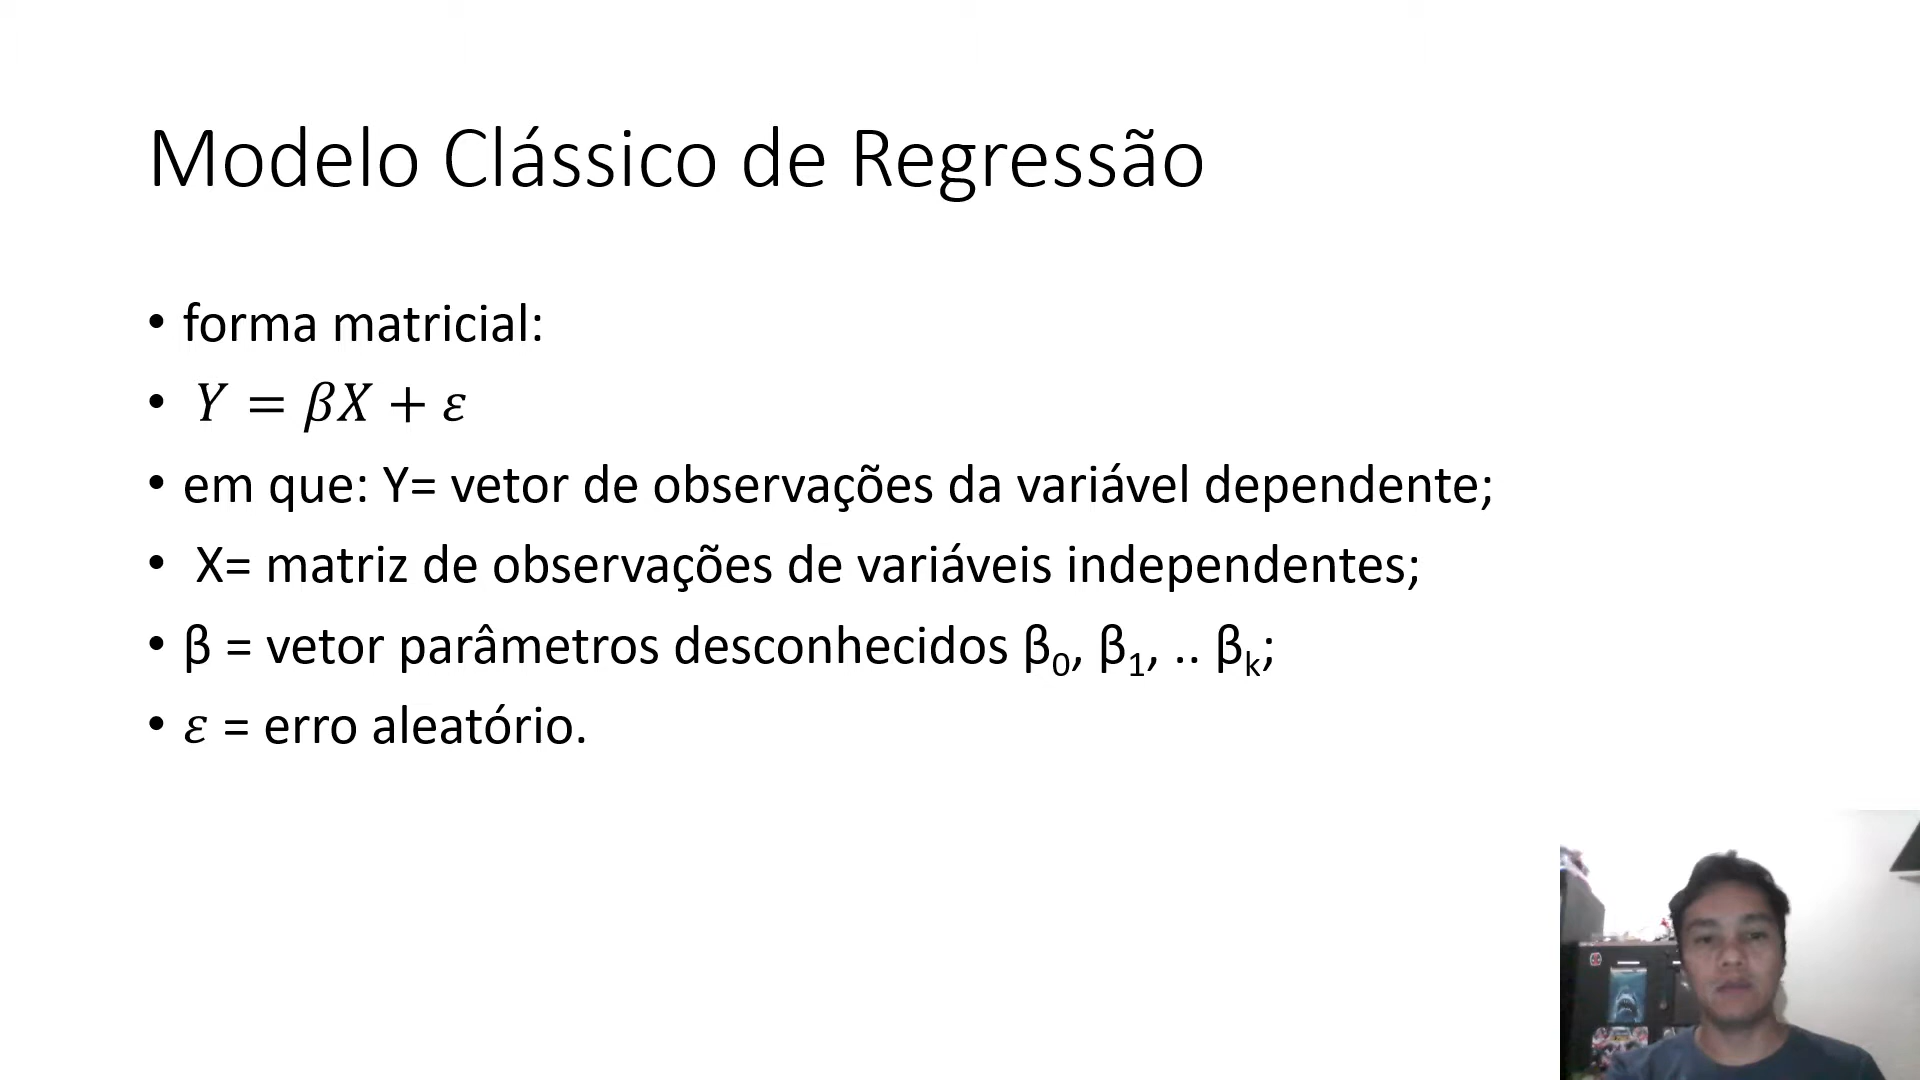 Modelo Clássico de Regressão
• forma matricial:
• Y = βX + ε
• em que: Y= vetor de observações da variável dependente;
• X= matriz de observações de variáveis independentes;
• β = vetor parâmetros desconhecidos β₀, β₁, .. βₖ;
• ε = erro aleatório.